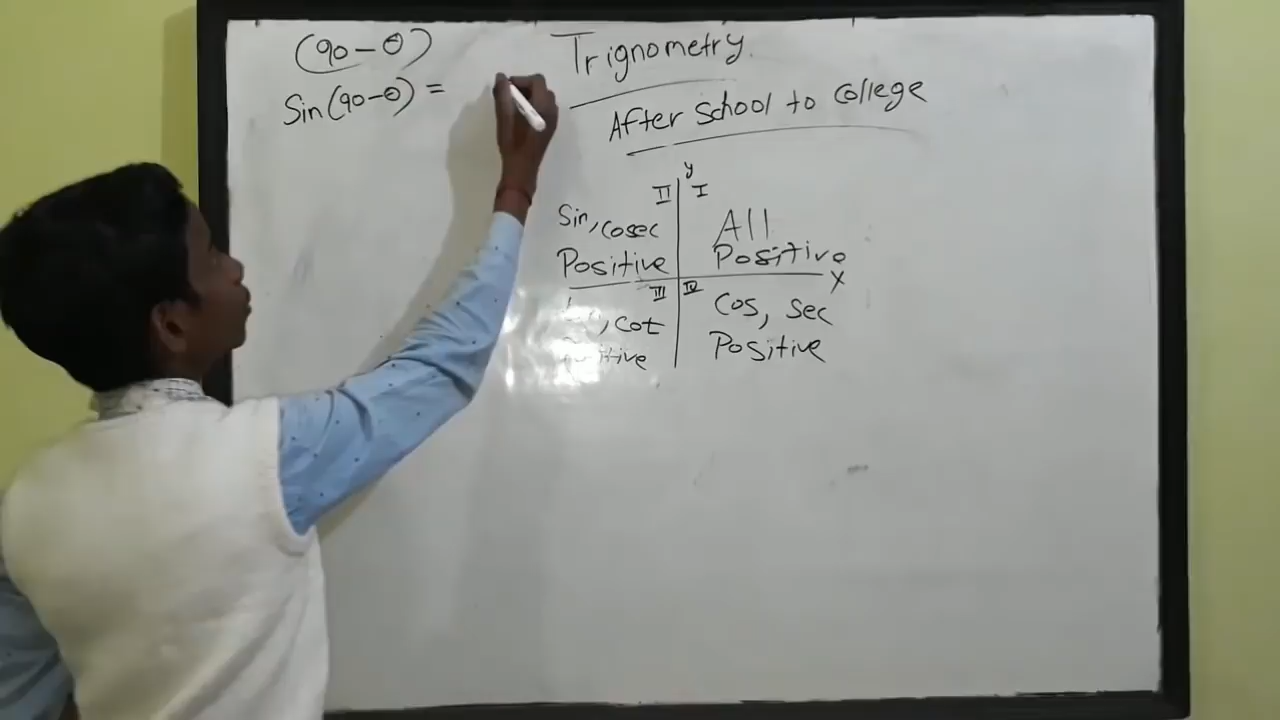 (90-θ)
Sin(90-θ) =
Trignometry
After School to College
y
II I
Sin, Cosec
Positive
All
Positive
X
III IV
, Cot
Cos, Sec
Positive